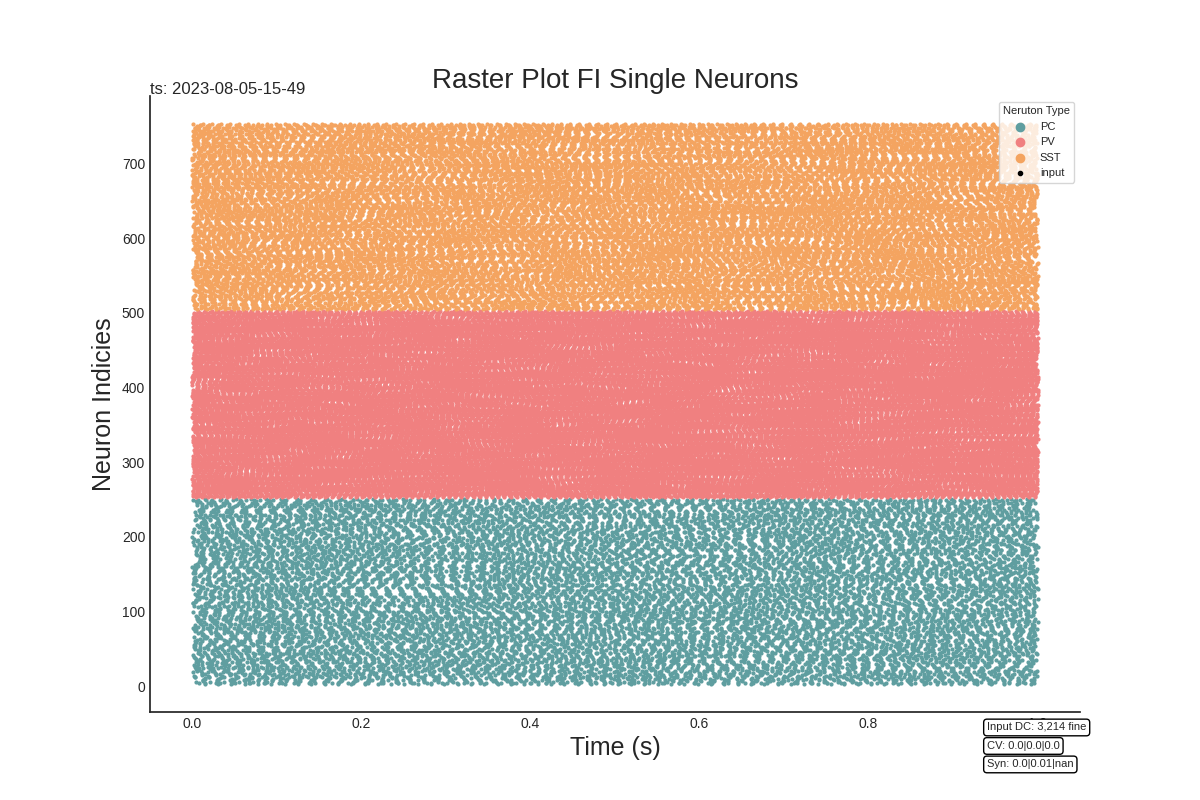 Raster Plot FI Single Neurons
ts: 2023-08-05-15-49
Neruton Type
PC
PV
SST
input
Neuron Indicies
700
600
500
400
300
200
100
0
0.0 0.2 0.4 0.6 0.8
Time (s)
Input DC: 3,214 fine
CV: 0.0|0.0|0.0
Syn: 0.0|0.01|nan